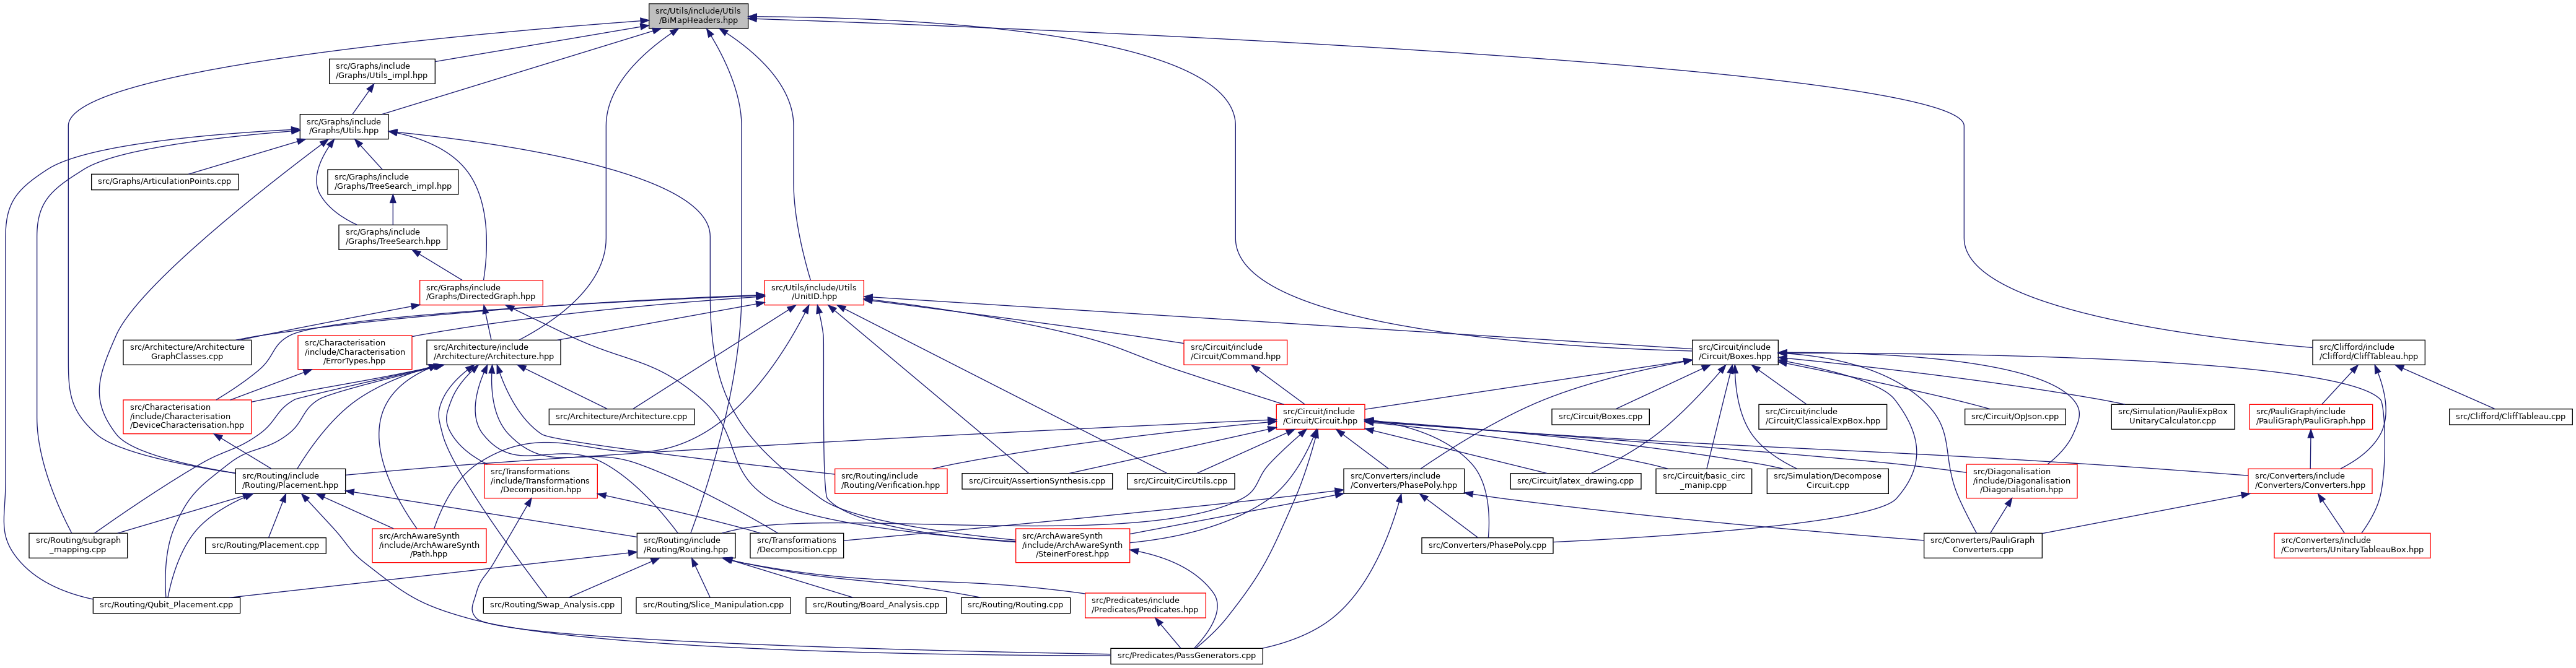 src/Utils/include/Utils
/BiMapHeaders.hpp
src/Graphs/include
/Graphs/Utils_impl.hpp
src/Graphs/include
/Graphs/Utils.hpp
src/Graphs/ArticulationPoints.cpp
src/Graphs/include
/Graphs/TreeSearch_impl.hpp
src/Graphs/include
/Graphs/TreeSearch.hpp
src/Graphs/include
/Graphs/DirectedGraph.hpp
src/Utils/include/Utils
/UnitID.hpp
src/Architecture/Architecture
GraphClasses.cpp
src/Characterisation
/include/Characterisation
/ErrorTypes.hpp
src/Architecture/include
/Architecture/Architecture.hpp
src/Circuit/include
/Circuit/Command.hpp
src/Circuit/include
/Circuit/Boxes.hpp
src/Clifford/include
/Clifford/CliffTableau.hpp
src/Characterisation
/include/Characterisation
/DeviceCharacterisation.hpp
src/Architecture/Architecture.cpp
src/Circuit/include
/Circuit/Circuit.hpp
src/Circuit/Boxes.cpp
src/Circuit/include
/Circuit/ClassicalExpBox.hpp
src/Circuit/OpJson.cpp
src/Simulation/PauliExpBox
UnitaryCalculator.cpp
src/PauliGraph/include
/PauliGraph/PauliGraph.hpp
src/Clifford/CliffTableau.cpp
src/Routing/include
/Routing/Placement.hpp
src/Transformations
/include/Transformations
/Decomposition.hpp
src/Routing/include
/Routing/Verification.hpp
src/Circuit/AssertionSynthesis.cpp
src/Circuit/CircUtils.cpp
src/Converters/include
/Converters/PhasePoly.hpp
src/Circuit/latex_drawing.cpp
src/Circuit/basic_circ
_manip.cpp
src/Simulation/Decompose
Circuit.cpp
src/Diagonalisation
/include/Diagonalisation
/Diagonalisation.hpp
src/Converters/include
/Converters/Converters.hpp
src/Routing/subgraph
_mapping.cpp
src/Routing/Placement.cpp
src/ArchAwareSynth
/include/ArchAwareSynth
/Path.hpp
src/Routing/include
/Routing/Routing.hpp
src/Transformations
/Decomposition.cpp
src/ArchAwareSynth
/include/ArchAwareSynth
/SteinerForest.hpp
src/Converters/PhasePoly.cpp
src/Converters/PauliGraph
Converters.cpp
src/Converters/include
/Converters/UnitaryTableauBox.hpp
src/Routing/Qubit_Placement.cpp
src/Routing/Swap_Analysis.cpp
src/Routing/Slice_Manipulation.cpp
src/Routing/Board_Analysis.cpp
src/Routing/Routing.cpp
src/Predicates/include
/Predicates/Predicates.hpp
src/Predicates/PassGenerators.cpp